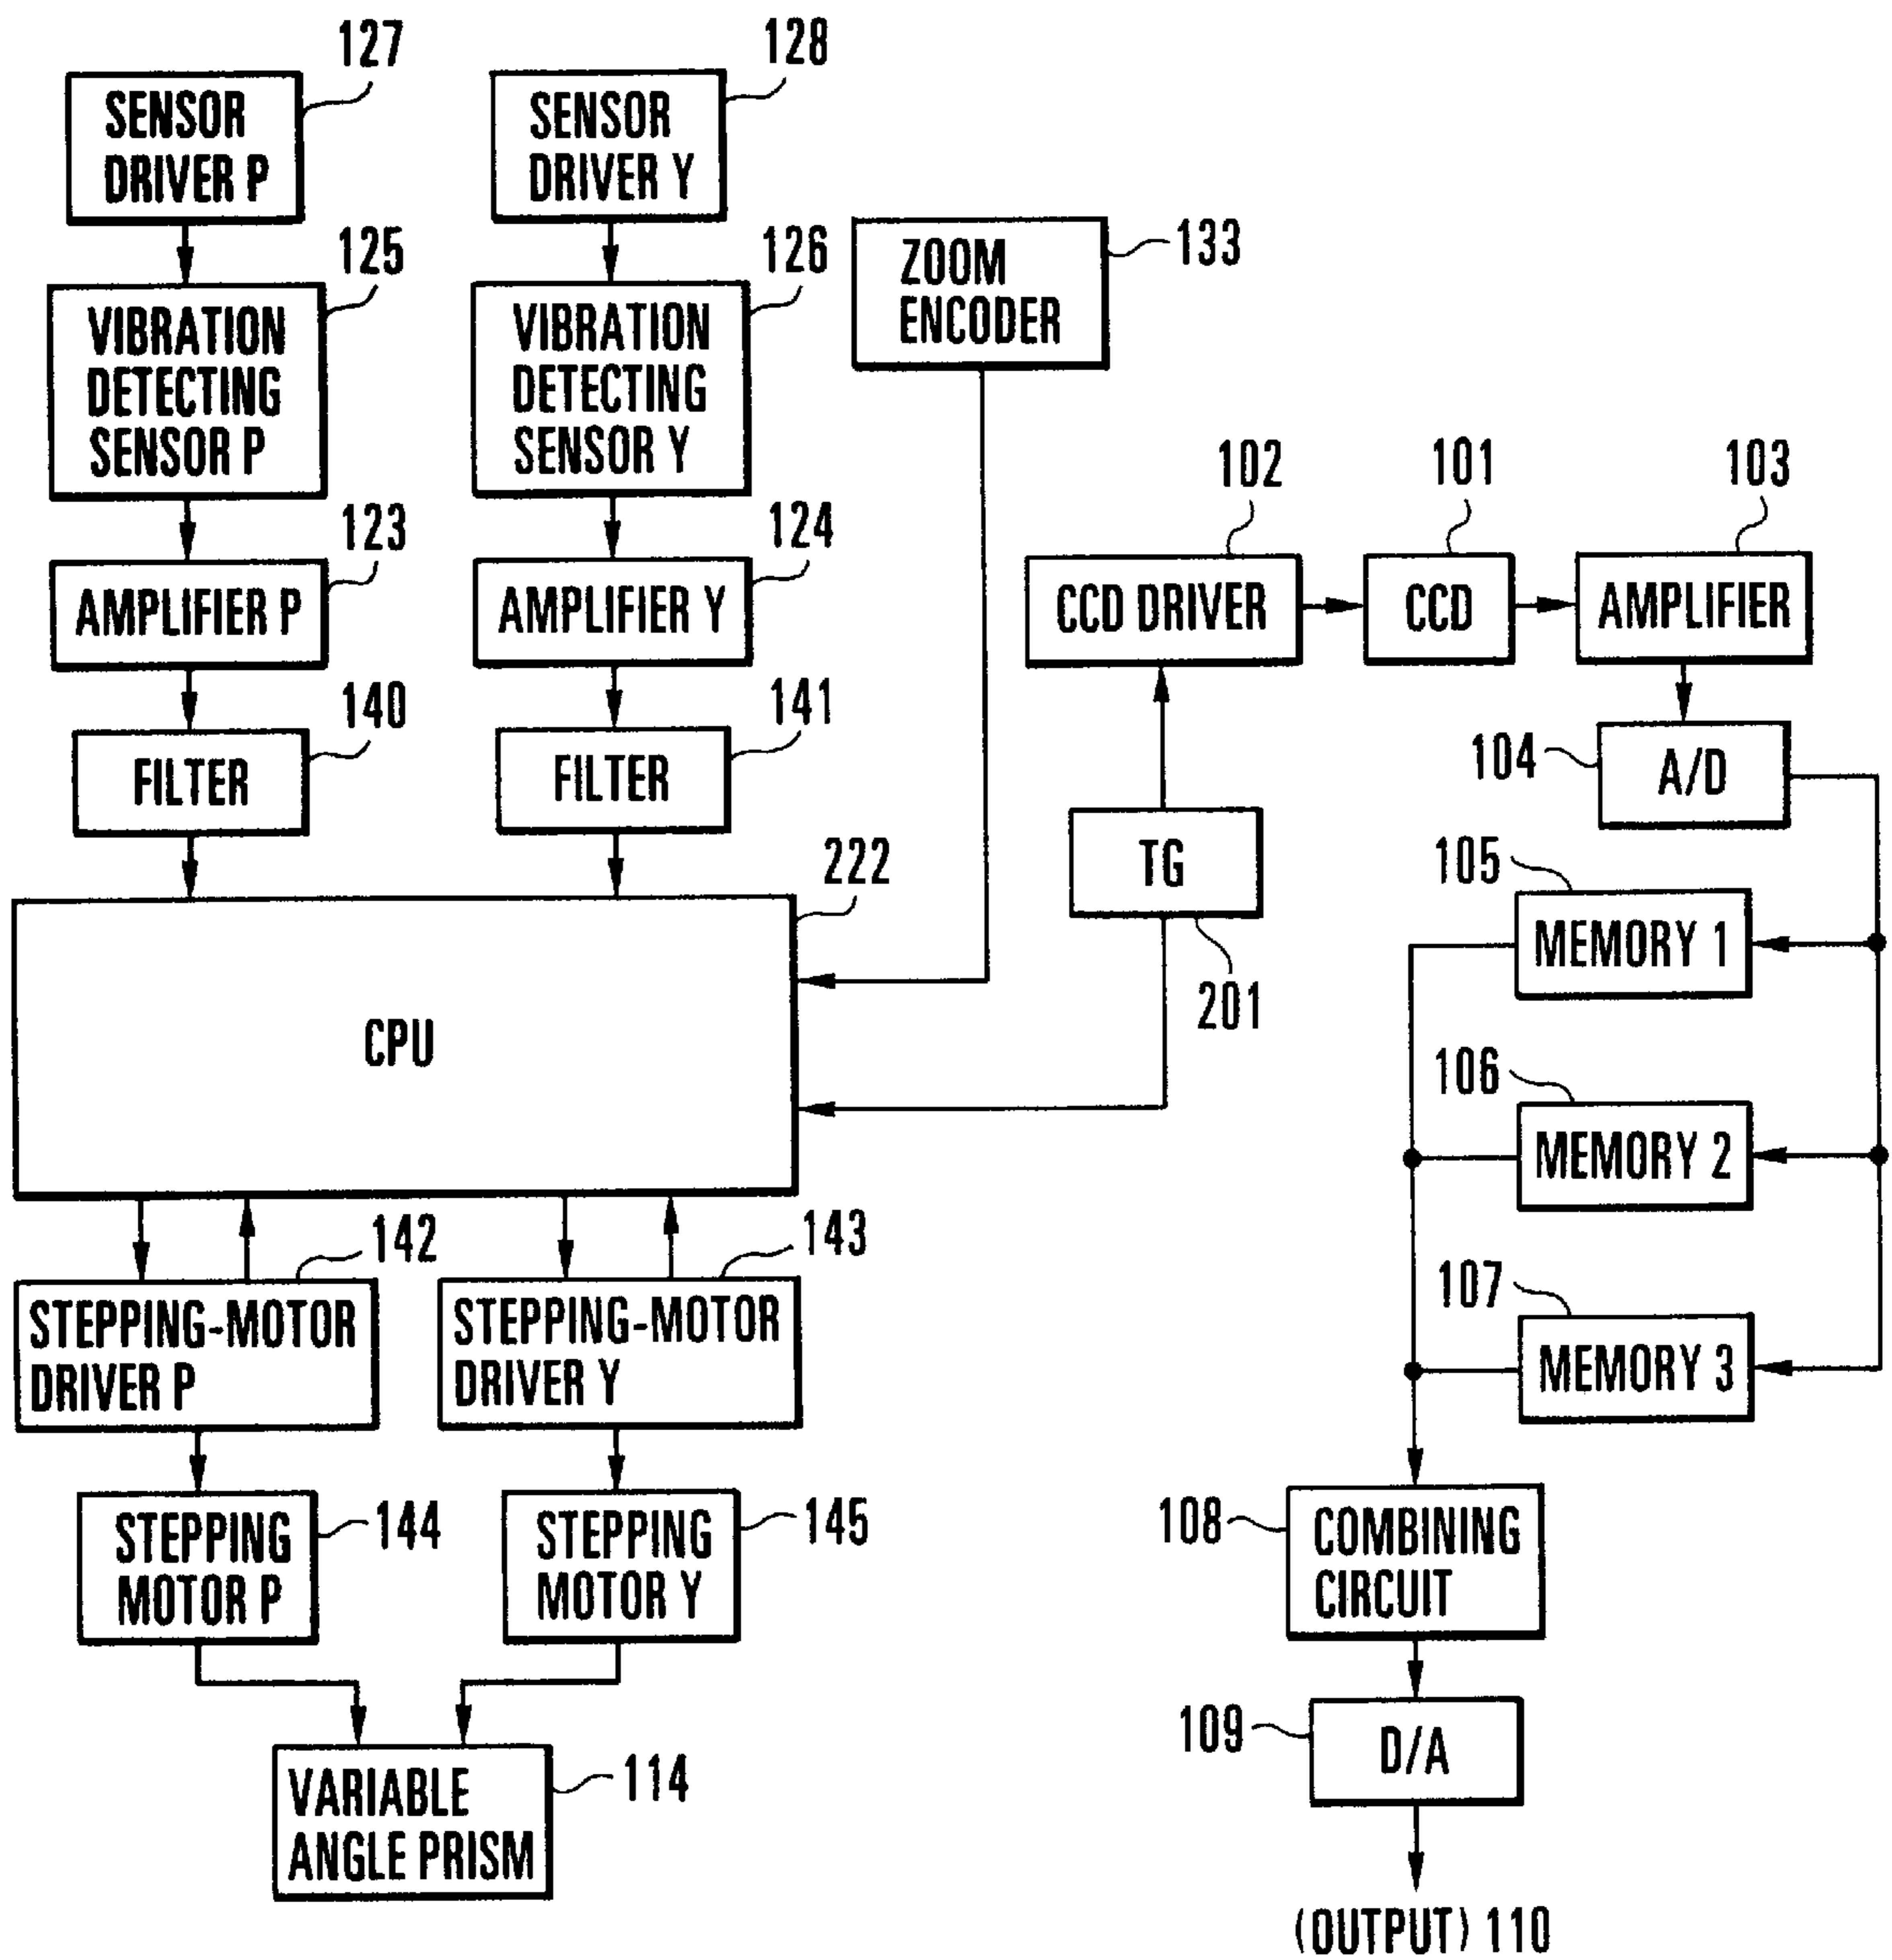 127
SENSOR
DRIVER P
128
SENSOR
DRIVER Y
125
VIBRATION
DETECTING
SENSOR P
126
VIBRATION
DETECTING
SENSOR Y
133
ZOOM
ENCODER
123
AMPLIFIER P
124
AMPLIFIER Y
102
CCD DRIVER
101
CCD
103
AMPLIFIER
140
FILTER
141
FILTER
104
A/D
TG
201
222
CPU
105
MEMORY 1
106
MEMORY 2
107
MEMORY 3
142
STEPPING-MOTOR
DRIVER P
143
STEPPING-MOTOR
DRIVER Y
144
STEPPING
MOTOR P
145
STEPPING
MOTOR Y
108
COMBINING
CIRCUIT
109
D/A
114
VARIABLE
ANGLE PRISM
(OUTPUT) 110